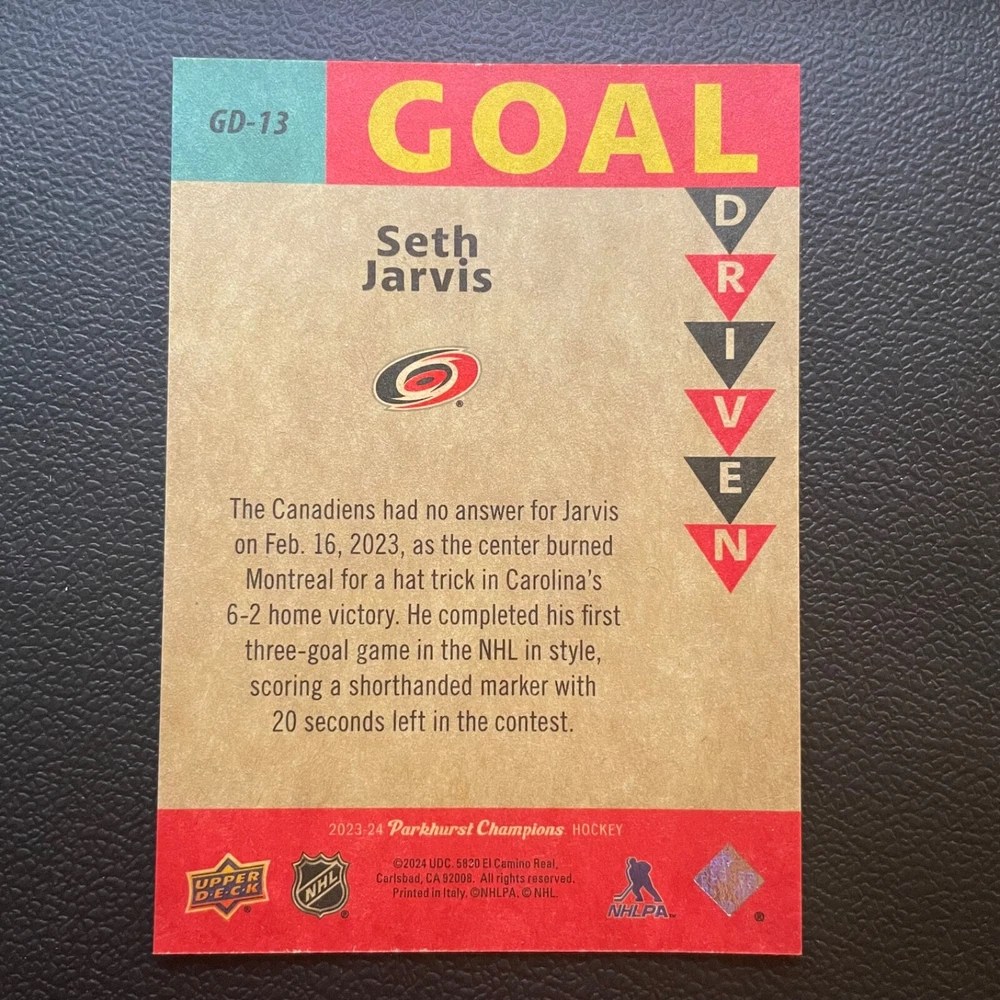 GD-13
GOAL
DRIVEN
Seth
Jarvis
®
The Canadiens had no answer for Jarvis
on Feb. 16, 2023, as the center burned
Montreal for a hat trick in Carolina's
6-2 home victory. He completed his first
three-goal game in the NHL in style,
scoring a shorthanded marker with
20 seconds left in the contest.
2023-24 Parkhurst Champions HOCKEY
UPPER
D·E·C·K
®
NHL
®
©2024 UDC. 5830 El Camino Real,
Carlsbad, CA 92008. All rights reserved.
Printed in Italy. ©NHLPA. © NHL.
NHLPA™
®